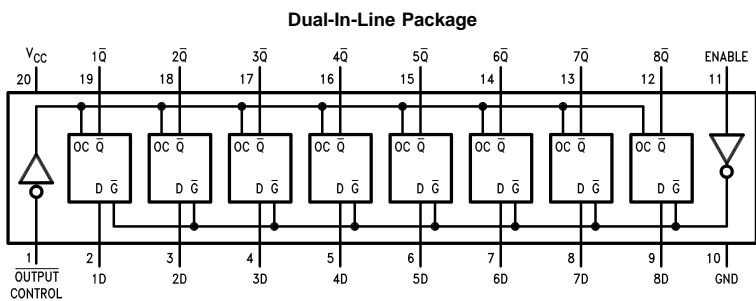 Dual-In-Line Package
V_CC 1Q̅ 2Q̅ 3Q̅ 4Q̅ 5Q̅ 6Q̅ 7Q̅ 8Q̅ ENABLE
20 19 18 17 16 15 14 13 12 11
OC Q̅ OC Q̅ OC Q̅ OC Q̅ OC Q̅ OC Q̅ OC Q̅ OC Q̅
D G̅ D G̅ D G̅ D G̅ D G̅ D G̅ D G̅ D G̅
1 2 3 4 5 6 7 8 9 10
O̅U̅T̅P̅U̅T̅ 1D 2D 3D 4D 5D 6D 7D 8D GND
CONTROL